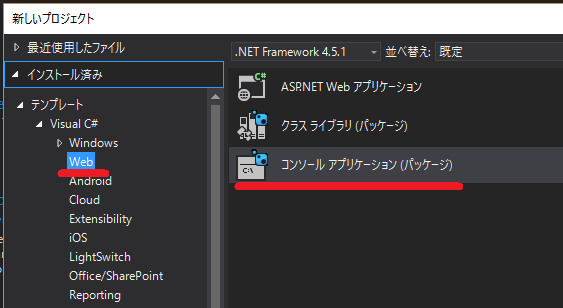 新しいプロジェクト
最近使用したファイル
インストール済み
テンプレート
Visual C#
Windows
Web
Android
Cloud
Extensibility
iOS
LightSwitch
Office/SharePoint
Reporting
.NET Framework 4.5.1 並べ替え: 既定
C#
ASP.NET Web アプリケーション
クラス ライブラリ (パッケージ)
C:\
コンソール アプリケーション (パッケージ)